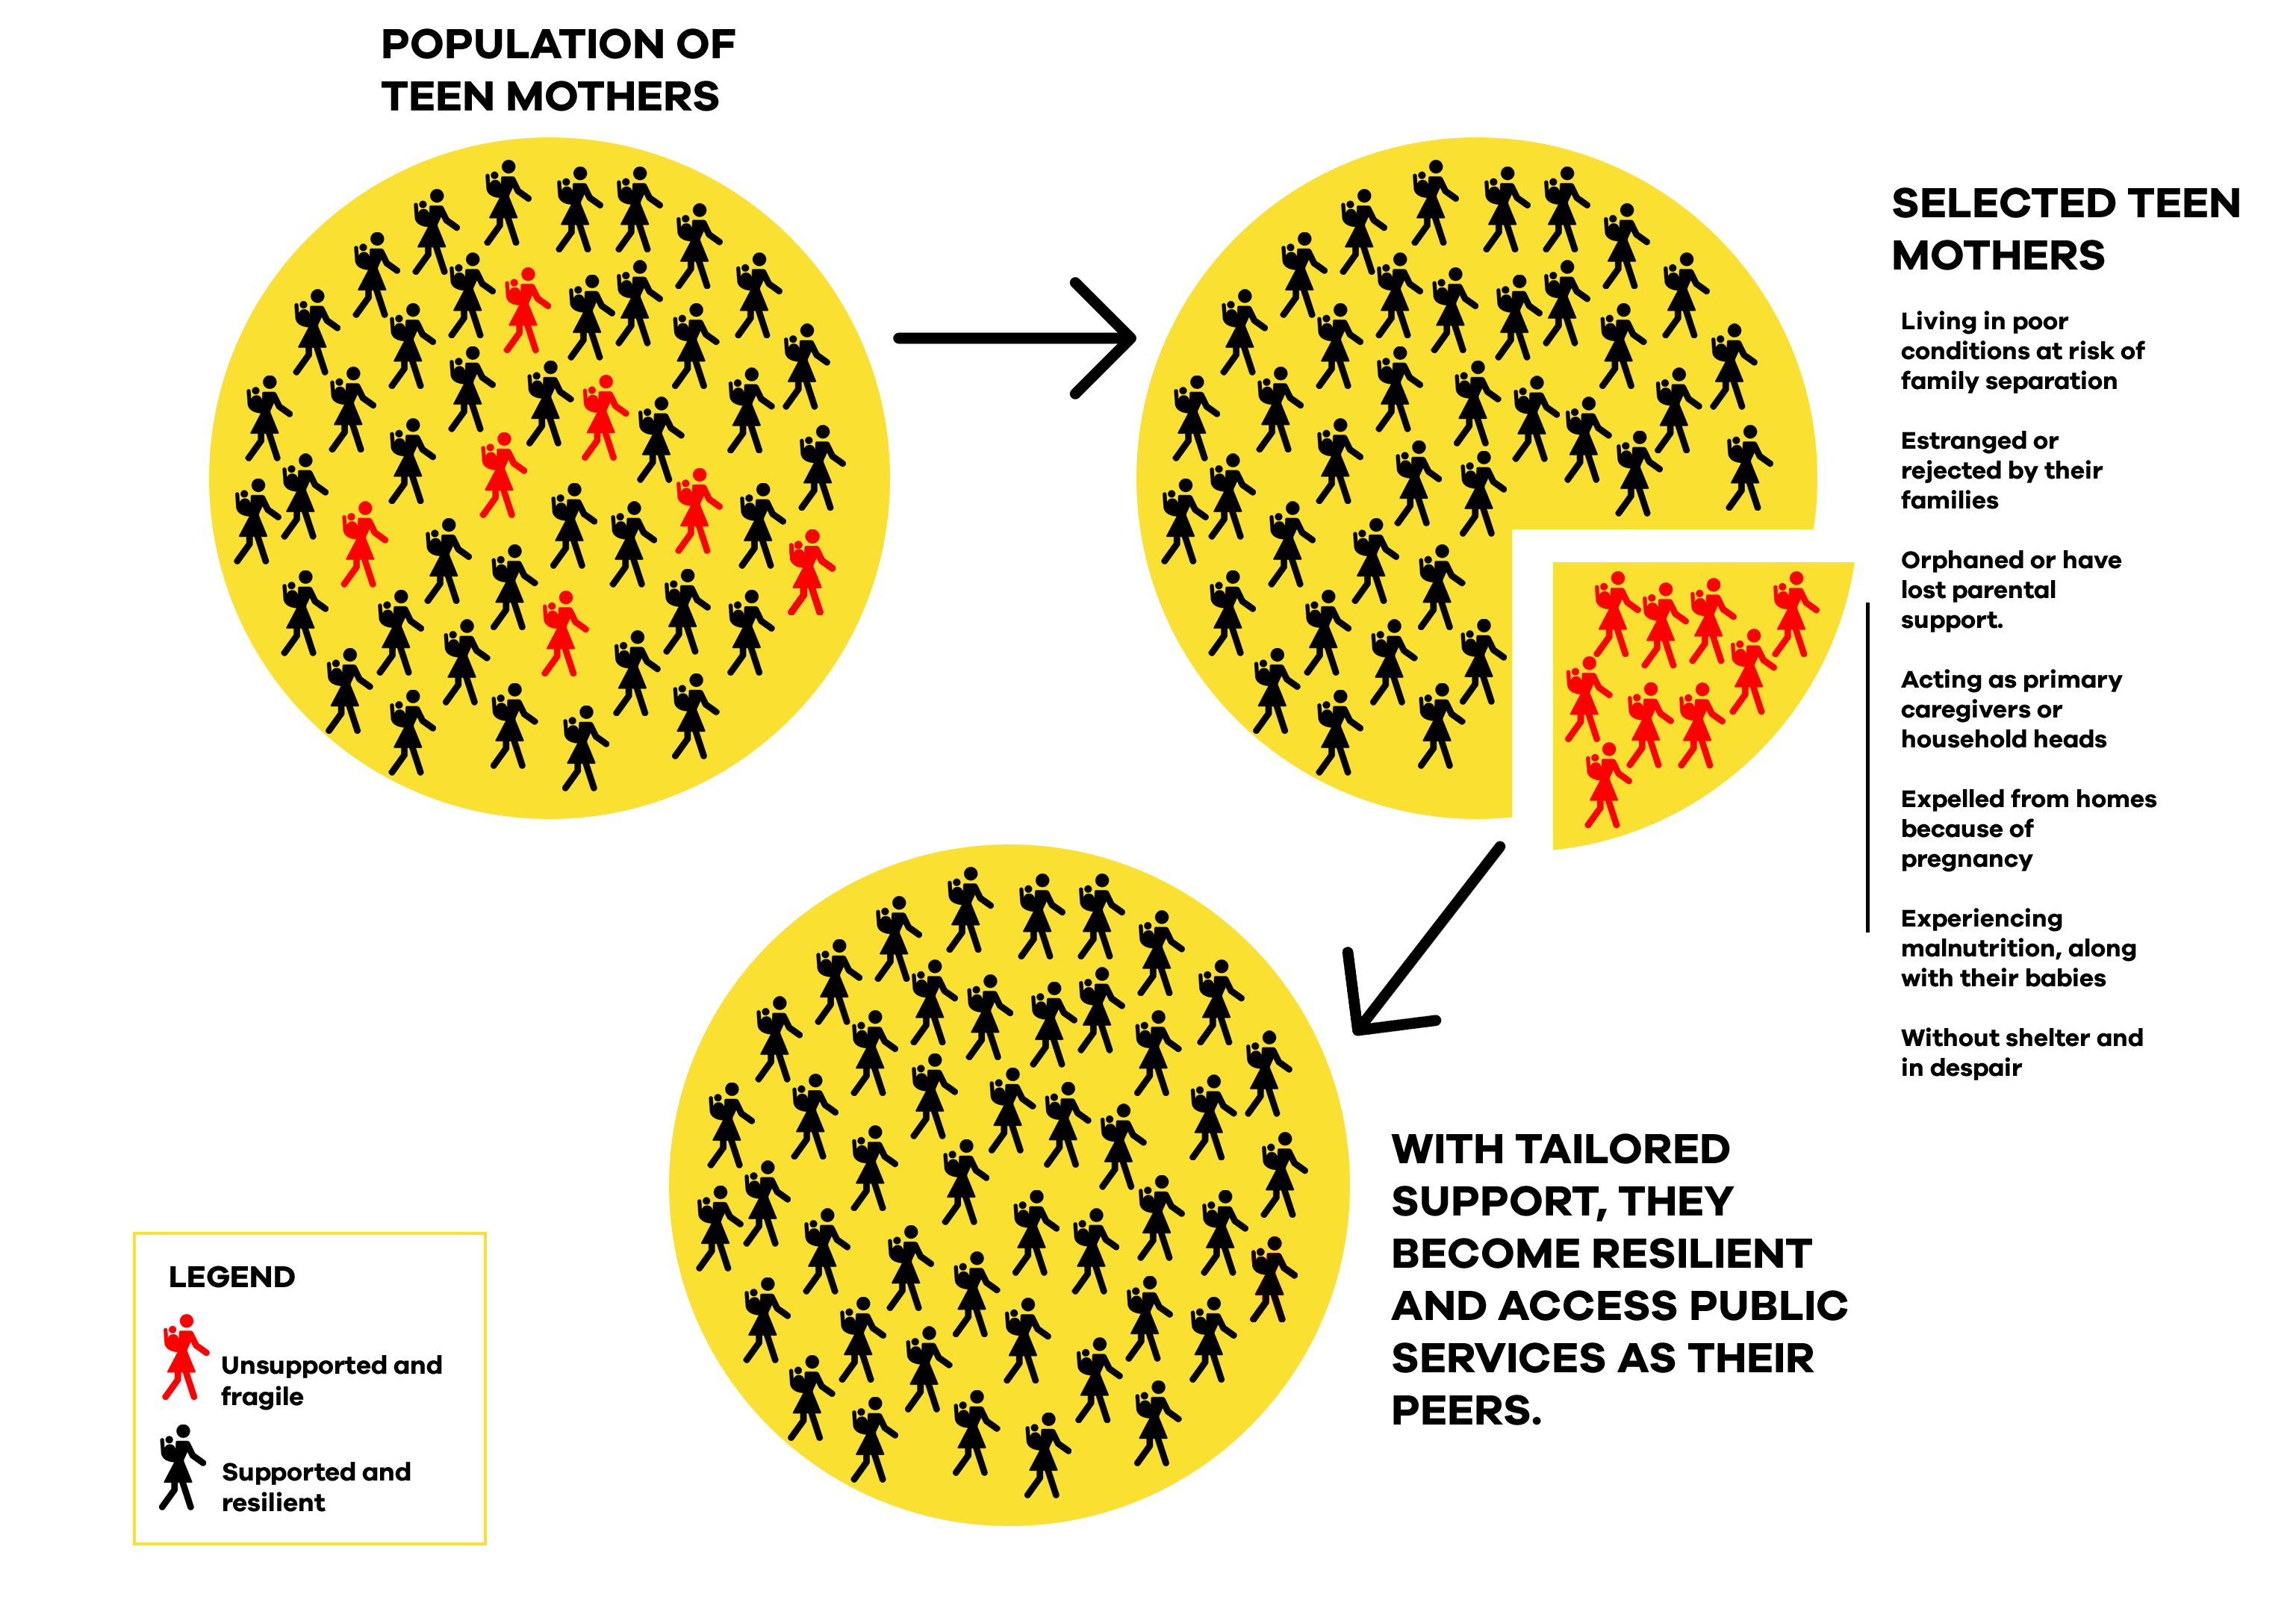 POPULATION OF
TEEN MOTHERS
SELECTED TEEN
MOTHERS
Living in poor
conditions at risk of
family separation
Estranged or
rejected by their
families
Orphaned or have
lost parental
support.
Acting as primary
caregivers or
household heads
Expelled from homes
because of
pregnancy
Experiencing
malnutrition, along
with their babies
Without shelter and
in despair
WITH TAILORED
SUPPORT, THEY
BECOME RESILIENT
AND ACCESS PUBLIC
SERVICES AS THEIR
PEERS.
LEGEND
Unsupported and
fragile
Supported and
resilient